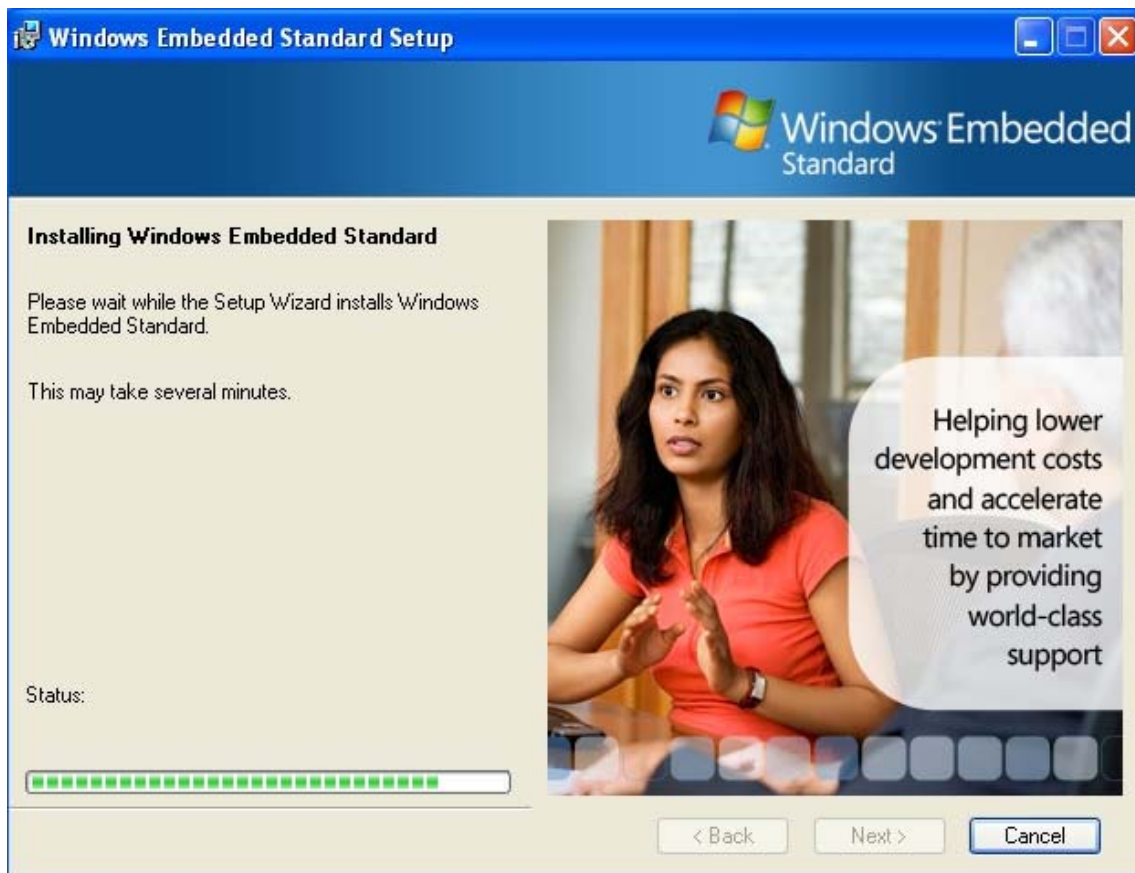 Windows Embedded Standard Setup
Windows Embedded
Standard
Installing Windows Embedded Standard
Please wait while the Setup Wizard installs Windows
Embedded Standard.
This may take several minutes.
Helping lower
development costs
and accelerate
time to market
by providing
world-class
support
Status:
< Back
Next >
Cancel